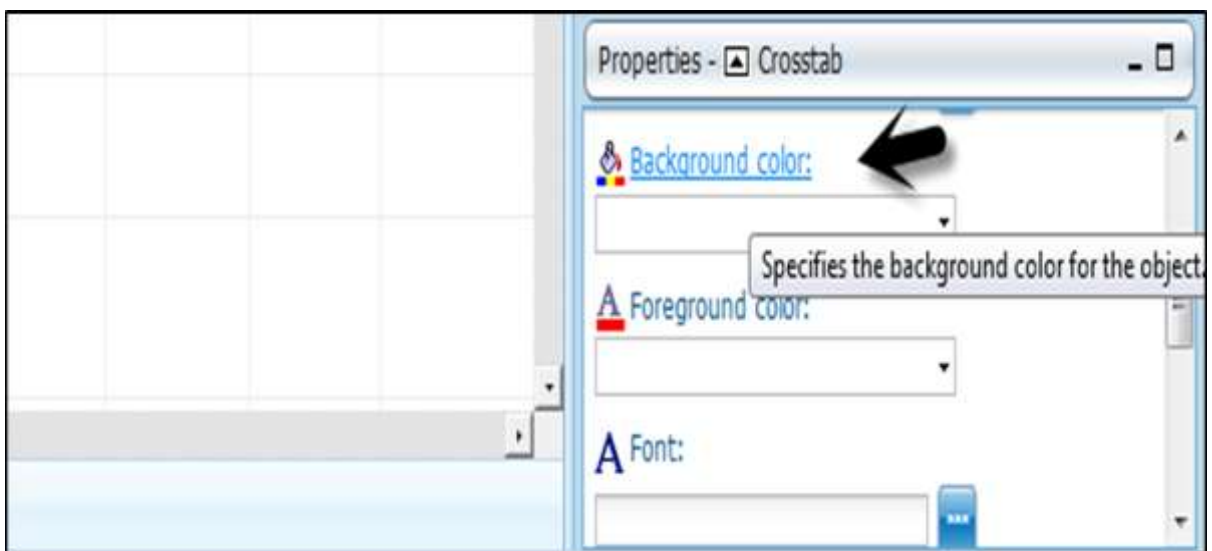 Properties - Crosstab
Background color:
Specifies the background color for the object.
Foreground color:
Font:
...